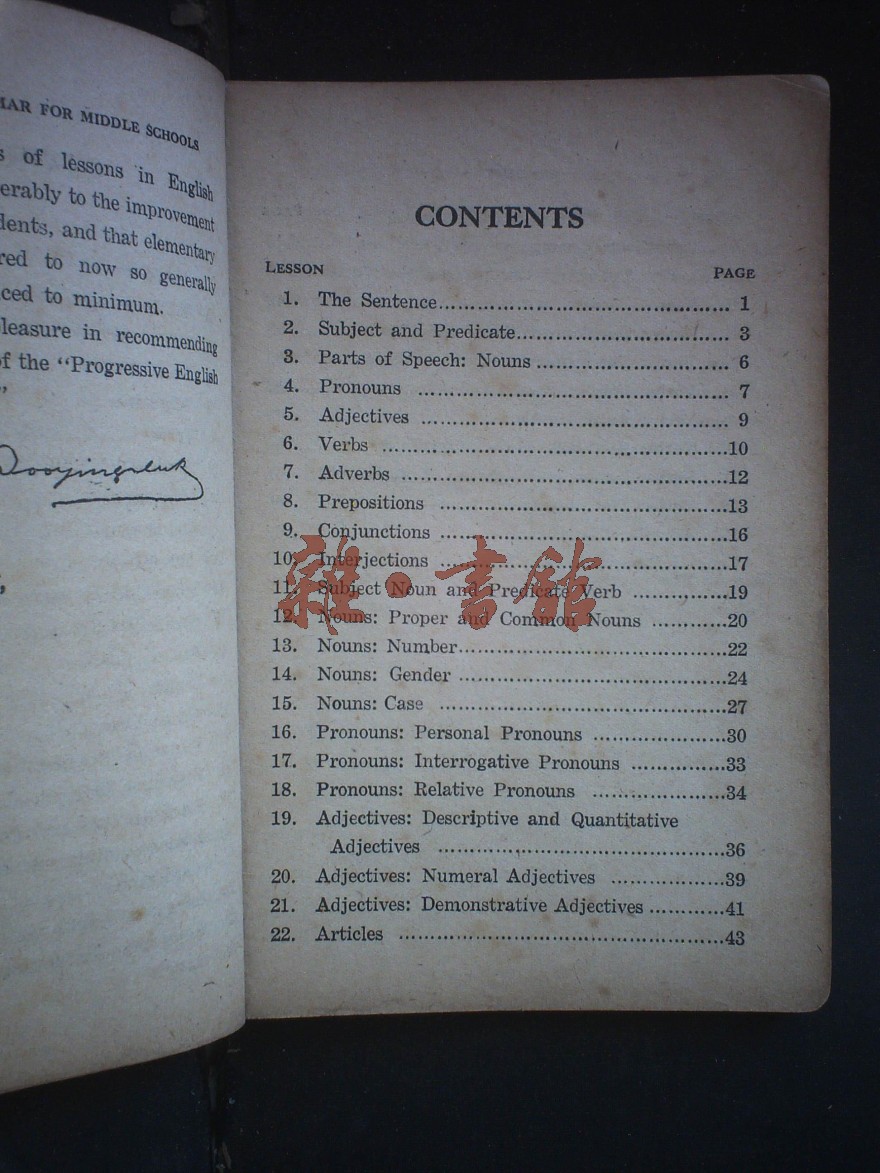 FOR MIDDLE SCHOOLS
of lessons in English
to the improvement
and that elementary
to now so generally
to minimum.
in recommending
the "Progressive English
"
CONTENTS
LESSON PAGE
1. The Sentence 1
2. Subject and Predicate 3
3. Parts of Speech: Nouns 6
4. Pronouns 7
5. Adjectives 9
6. Verbs 10
7. Adverbs 12
8. Prepositions 13
9. Conjunctions 16
10. Interjections 17
11. Subject Noun and Predicate Verb 19
12. Nouns: Proper and Common Nouns 20
13. Nouns: Number 22
14. Nouns: Gender 24
15. Nouns: Case 27
16. Pronouns: Personal Pronouns 30
17. Pronouns: Interrogative Pronouns 33
18. Pronouns: Relative Pronouns 34
19. Adjectives: Descriptive and Quantitative
Adjectives 36
20. Adjectives: Numeral Adjectives 39
21. Adjectives: Demonstrative Adjectives 41
22. Articles 43
雜·書館